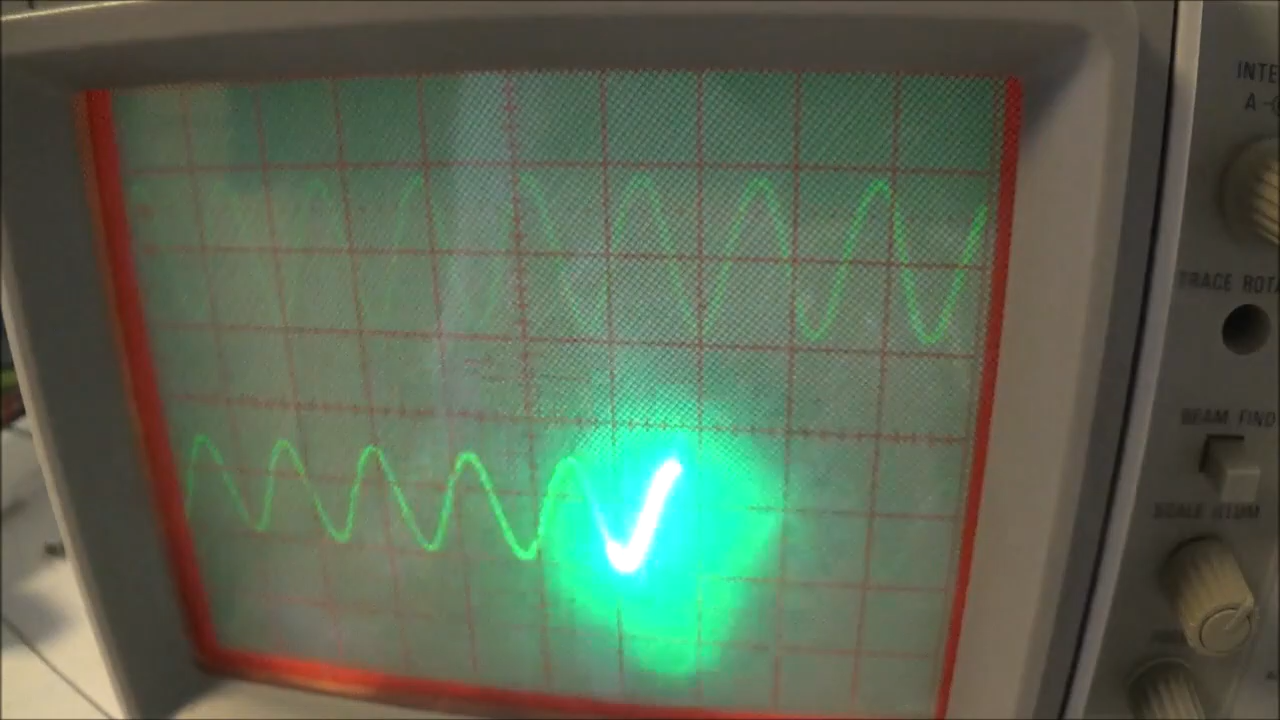 INTE
A-
TRACE ROTA
BEAM FIND
SCALE ILLUM